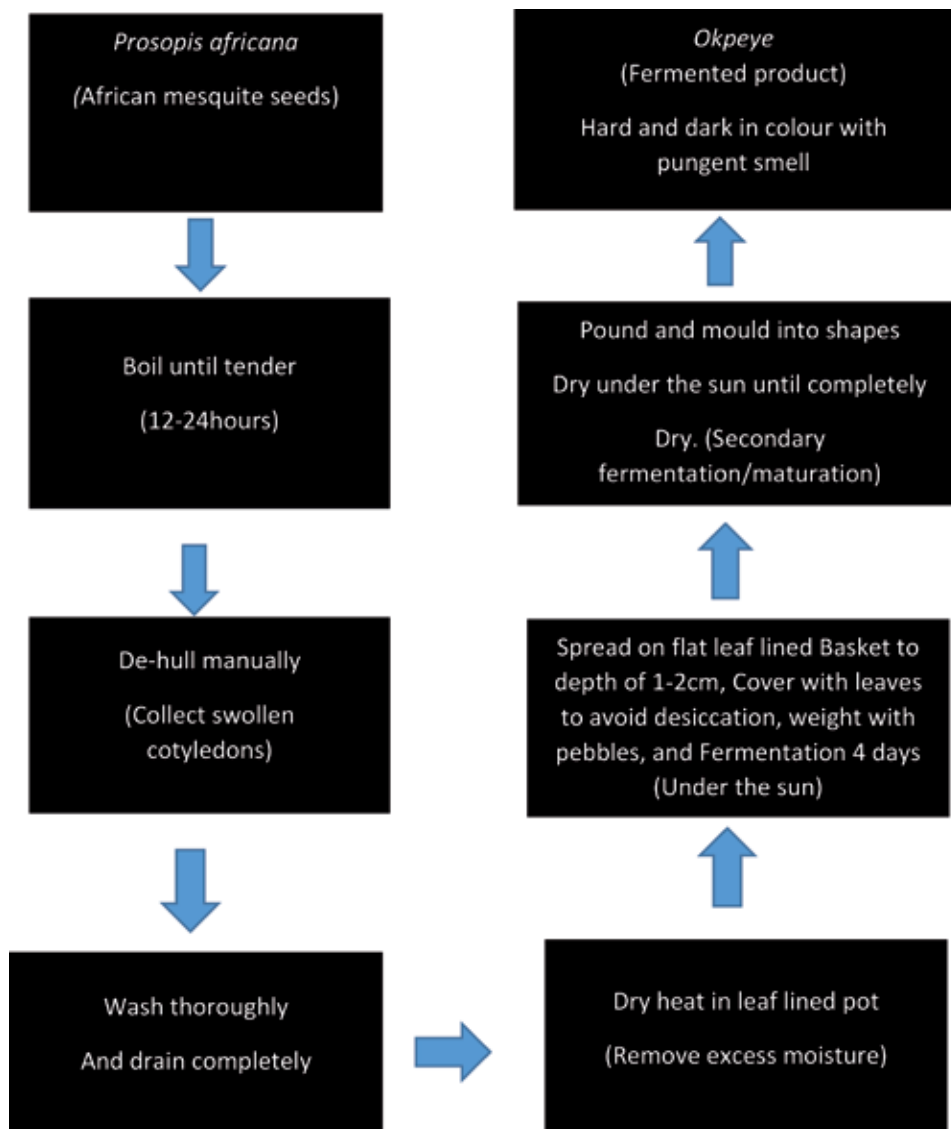 Prosopis africana
(African mesquite seeds)
Boil until tender
(12-24hours)
De-hull manually
(Collect swollen
cotyledons)
Wash thoroughly
And drain completely
Dry heat in leaf lined pot
(Remove excess moisture)
Spread on flat leaf lined Basket to
depth of 1-2cm, Cover with leaves
to avoid desiccation, weight with
pebbles, and Fermentation 4 days
(Under the sun)
Pound and mould into shapes
Dry under the sun until completely
Dry. (Secondary
fermentation/maturation)
Okpeye
(Fermented product)
Hard and dark in colour with
pungent smell